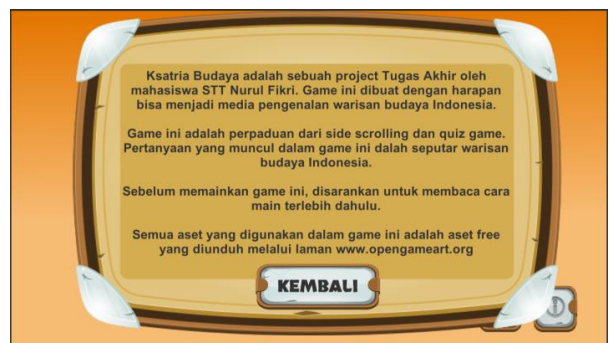 Ksatria Budaya adalah sebuah project Tugas Akhir oleh
mahasiswa STT Nurul Fikri. Game ini dibuat dengan harapan
bisa menjadi media pengenalan warisan budaya Indonesia.
Game ini adalah perpaduan dari side scrolling dan quiz game.
Pertanyaan yang muncul dalam game ini dalah seputar warisan
budaya Indonesia.
Sebelum memainkan game ini, disarankan untuk membaca cara
main terlebih dahulu.
Semua aset yang digunakan dalam game ini adalah aset free
yang diunduh melalui laman www.opengameart.org
KEMBALI